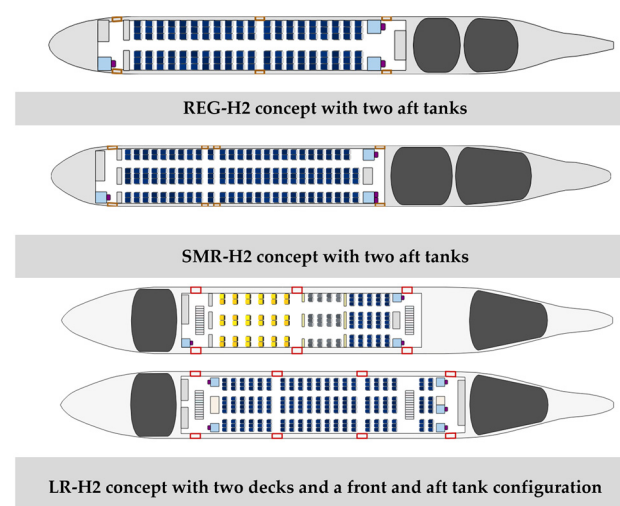 REG-H2 concept with two aft tanks
SMR-H2 concept with two aft tanks
LR-H2 concept with two decks and a front and aft tank configuration